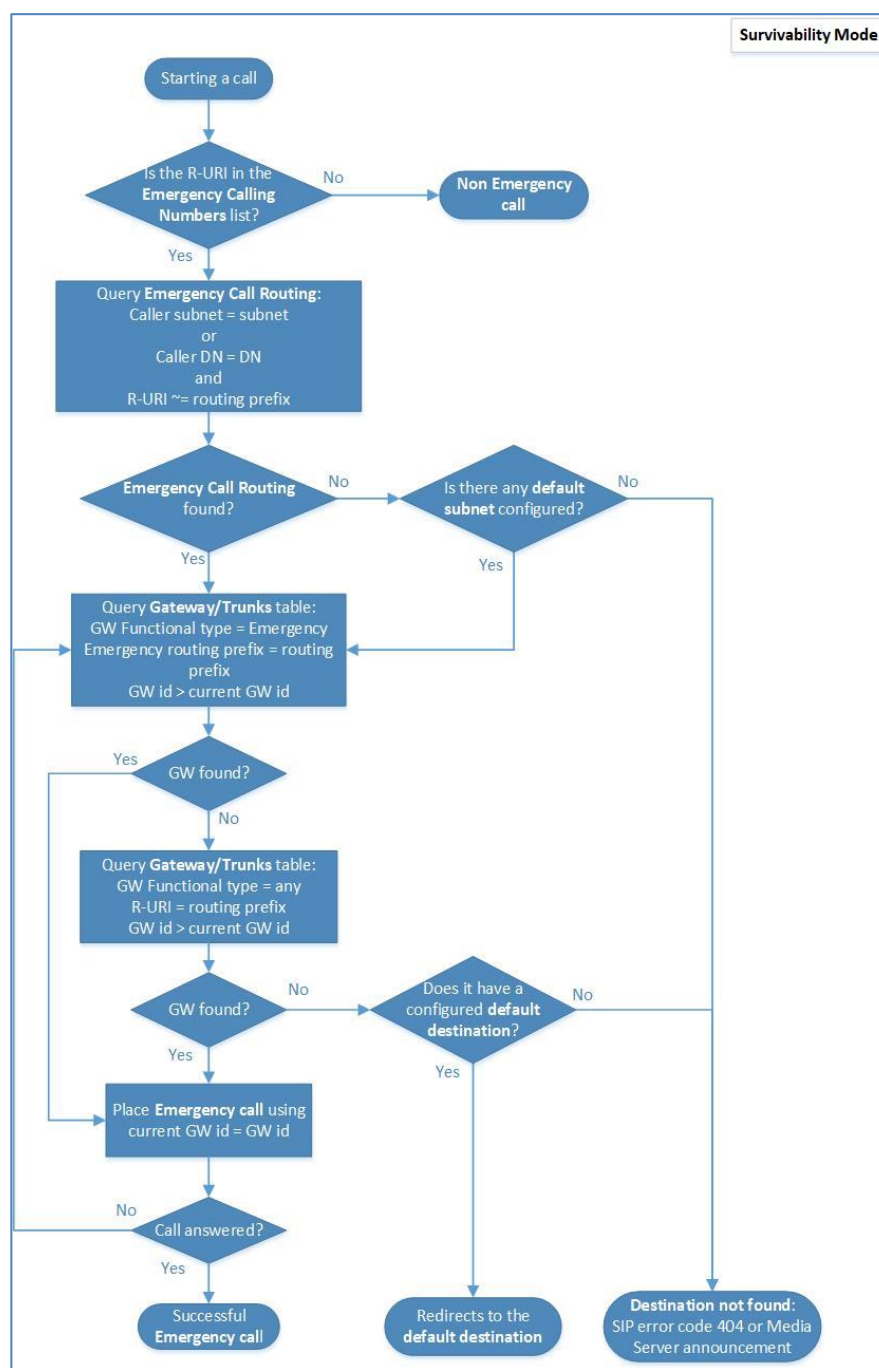 Survivability Mode
Starting a call
Is the R-URI in the
Emergency Calling
Numbers list?
No
Non Emergency
call
Yes
Query Emergency Call Routing:
Caller subnet = subnet
or
Caller DN = DN
and
R-URI ~= routing prefix
Emergency Call Routing
found?
No
Is there any default
subnet configured?
No
Yes
Yes
Query Gateway/Trunks table:
GW Functional type = Emergency
Emergency routing prefix = routing
prefix
GW id > current GW id
Yes
GW found?
No
Query Gateway/Trunks table:
GW Functional type = any
R-URI = routing prefix
GW id > current GW id
GW found?
No
Does it have a
configured default
destination?
No
Yes
Yes
Place Emergency call using
current GW id = GW id
No
Call answered?
Yes
Successful
Emergency call
Redirects to the
default destination
Destination not found:
SIP error code 404 or Media
Server announcement